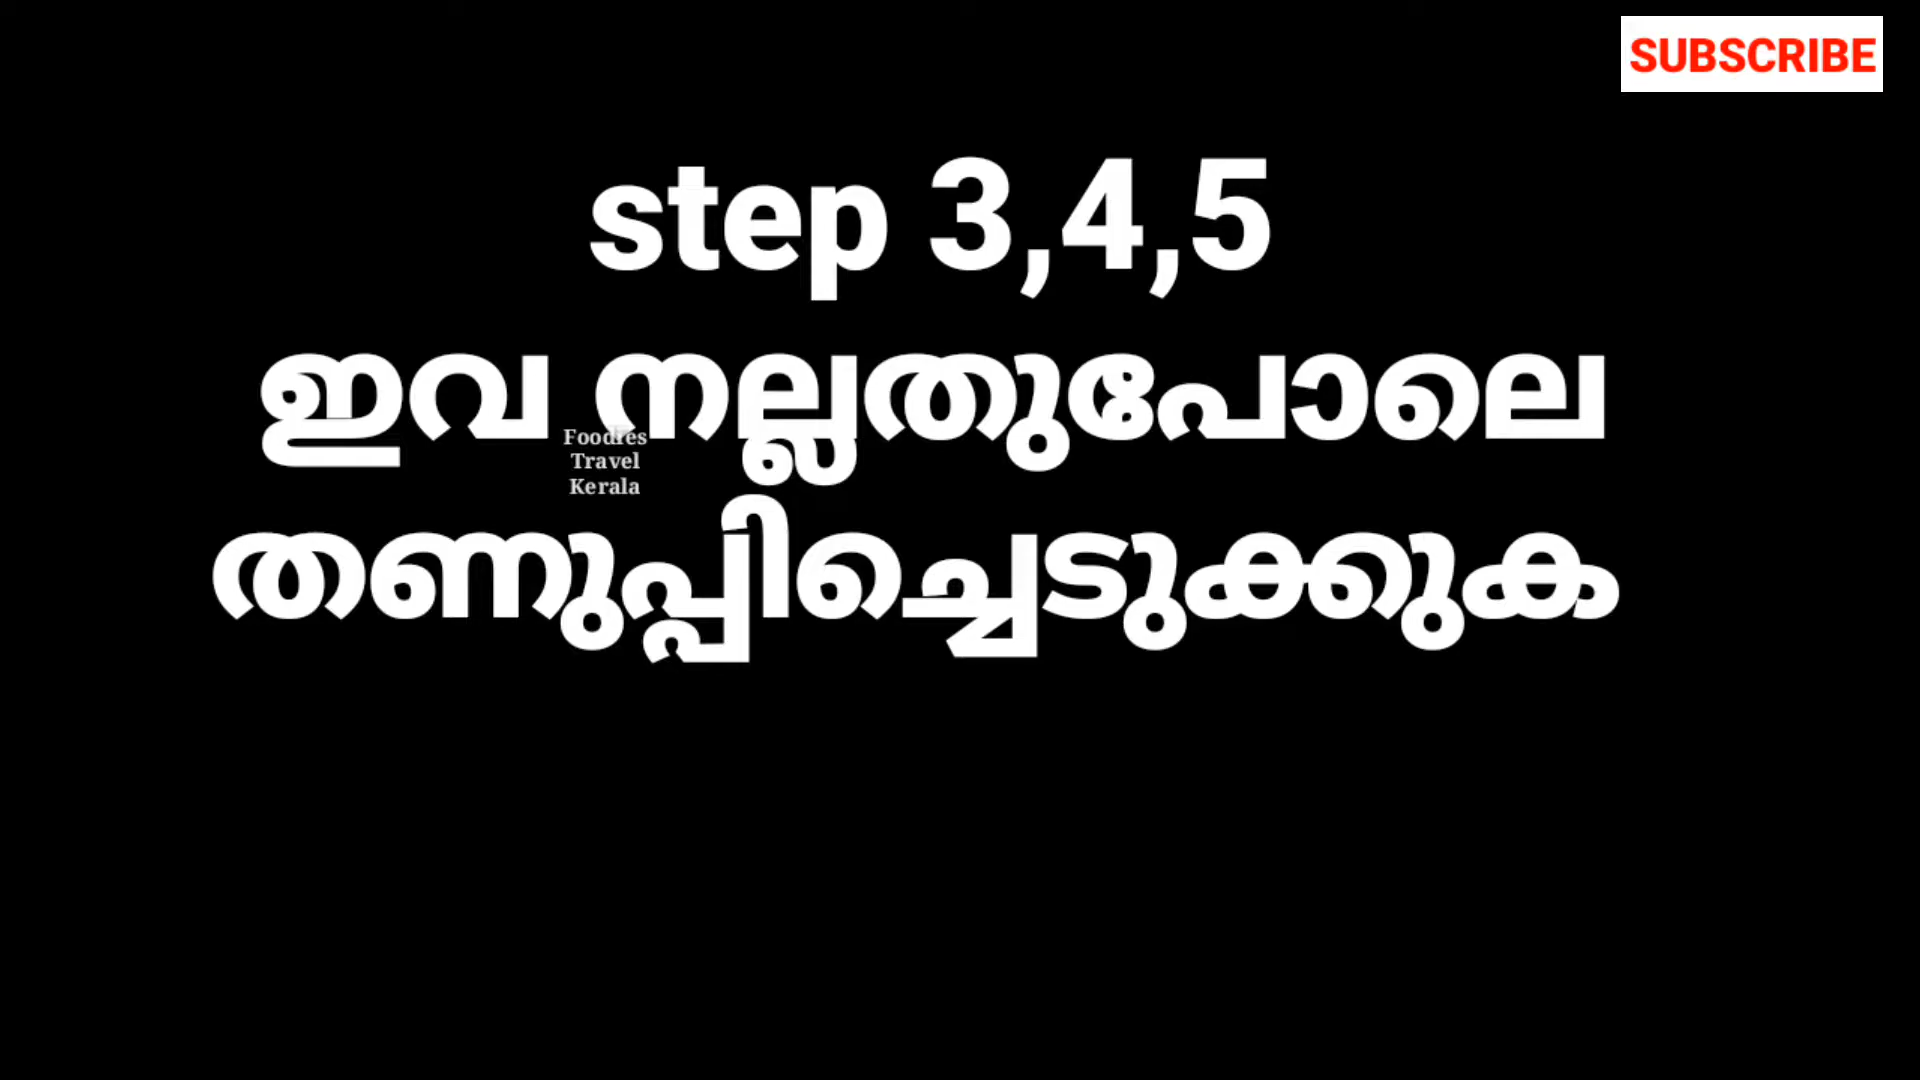 SUBSCRIBE
step 3,4,5
ഇവ നല്ലതുപോലെ
Foodies
Travel
Kerala
തണുപ്പിച്ചെടുക്കുക